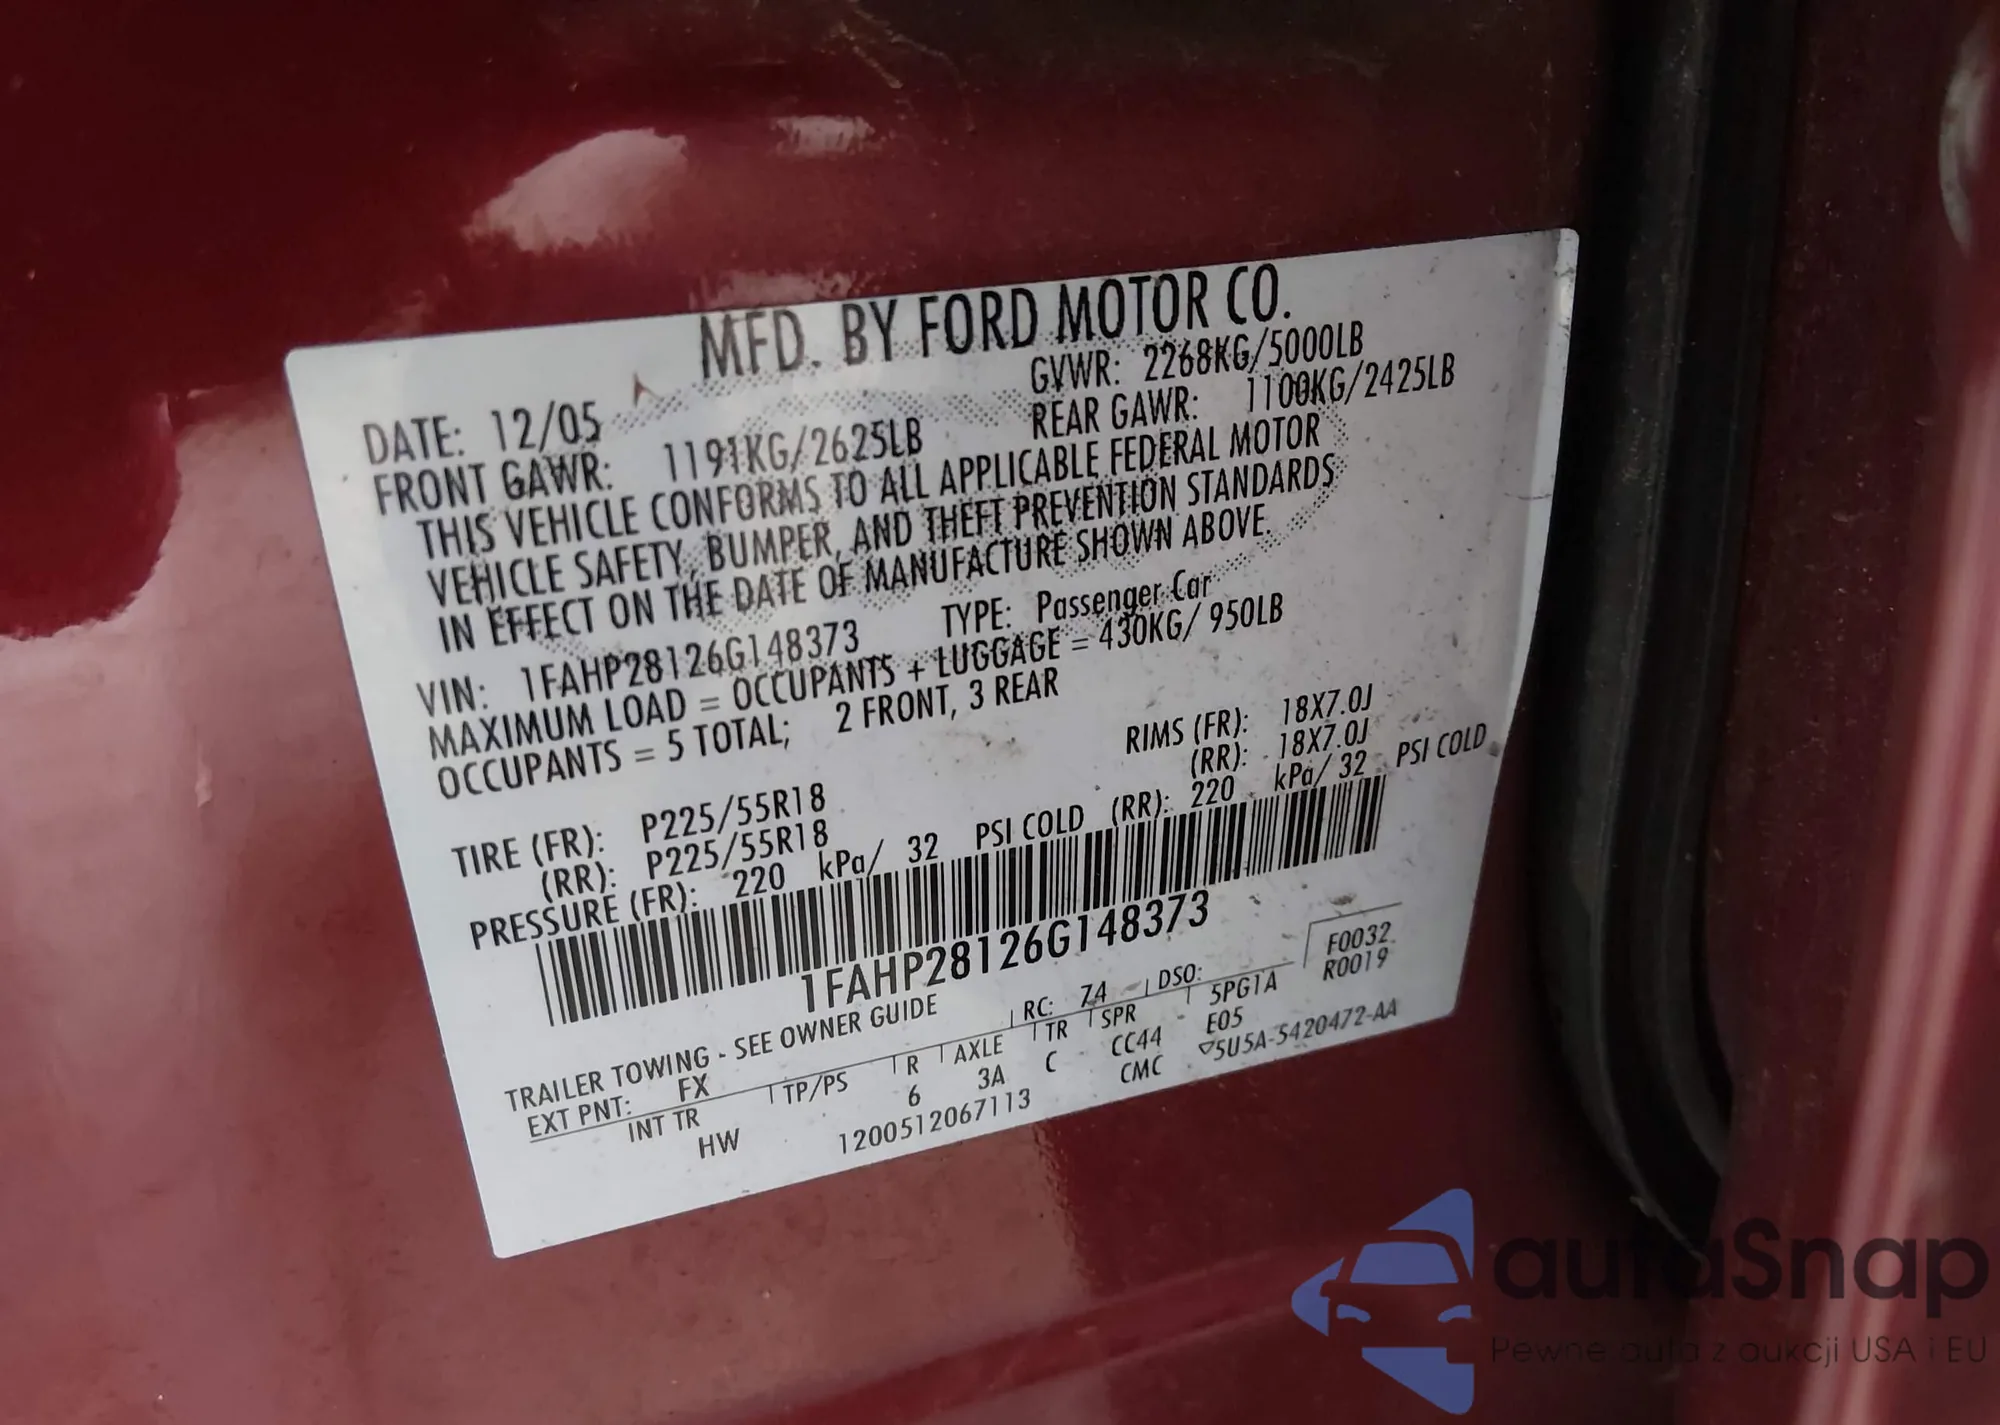 MFD. BY FORD MOTOR CO.
DATE: 12/05 GVWR: 2268KG/5000LB
FRONT GAWR: 1191KG/2625LB REAR GAWR: 1100KG/2425LB
THIS VEHICLE CONFORMS TO ALL APPLICABLE FEDERAL MOTOR
VEHICLE SAFETY, BUMPER, AND THEFT PREVENTION STANDARDS
IN EFFECT ON THE DATE OF MANUFACTURE SHOWN ABOVE.
VIN: 1FAHP28126G148373 TYPE: Passenger Car
MAXIMUM LOAD = OCCUPANTS + LUGGAGE = 430KG/ 950LB
OCCUPANTS = 5 TOTAL; 2 FRONT, 3 REAR
TIRE (FR): P225/55R18 RIMS (FR): 18X7.0J
(RR): P225/55R18 (RR): 18X7.0J
PRESSURE (FR): 220 kPa/ 32 PSI COLD (RR): 220 kPa/ 32 PSI COLD
1FAHP28126G148373
F0032
R0019
TRAILER TOWING - SEE OWNER GUIDE
EXT PNT: FX RC: 74 DSO: 5PG1A
INT TR TP/PS R AXLE TR SPR E05
HW 6 3A C CC44 ▽5U5A-5420472-AA
1200512067113 CMC
autaSnap
Pewne auta z aukcji USA i EU